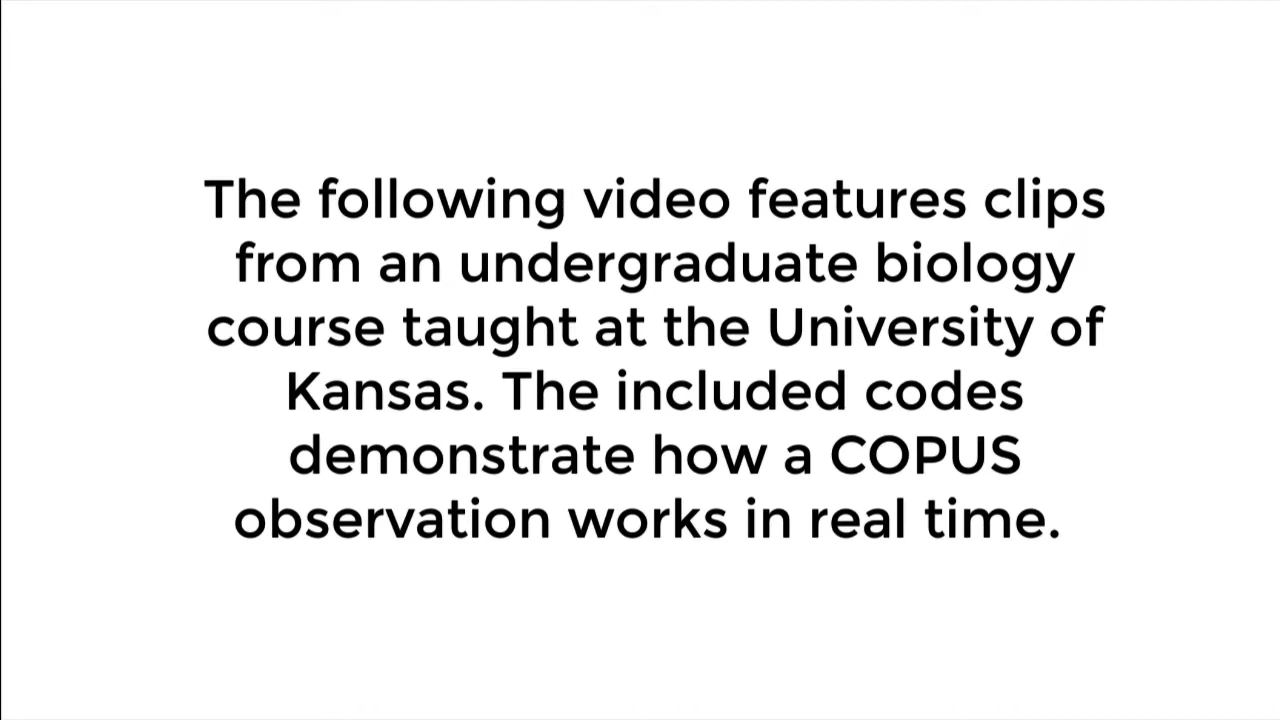 The following video features clips
from an undergraduate biology
course taught at the University of
Kansas. The included codes
demonstrate how a COPUS
observation works in real time.